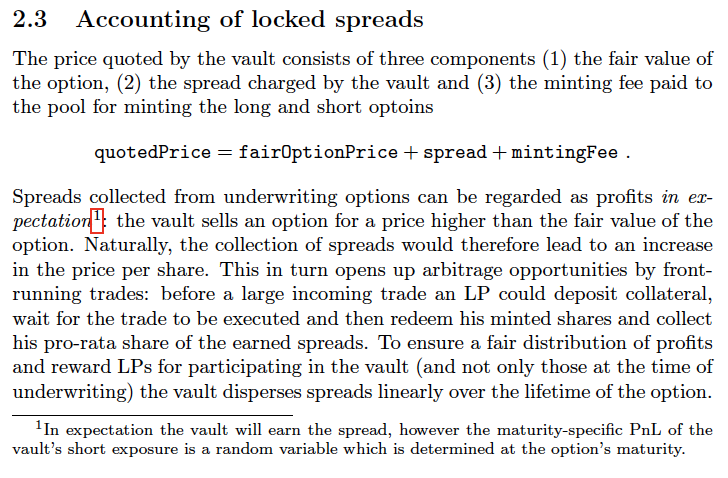 2.3 Accounting of locked spreads
The price quoted by the vault consists of three components (1) the fair value of
the option, (2) the spread charged by the vault and (3) the minting fee paid to
the pool for minting the long and short optoins
quotedPrice = fairOptionPrice + spread + mintingFee .
Spreads collected from underwriting options can be regarded as profits in ex-
pectation1: the vault sells an option for a price higher than the fair value of the
option. Naturally, the collection of spreads would therefore lead to an increase
in the price per share. This in turn opens up arbitrage opportunities by front-
running trades: before a large incoming trade an LP could deposit collateral,
wait for the trade to be executed and then redeem his minted shares and collect
his pro-rata share of the earned spreads. To ensure a fair distribution of profits
and reward LPs for participating in the vault (and not only those at the time of
underwriting) the vault disperses spreads linearly over the lifetime of the option.
1In expectation the vault will earn the spread, however the maturity-specific PnL of the
vault's short exposure is a random variable which is determined at the option's maturity.